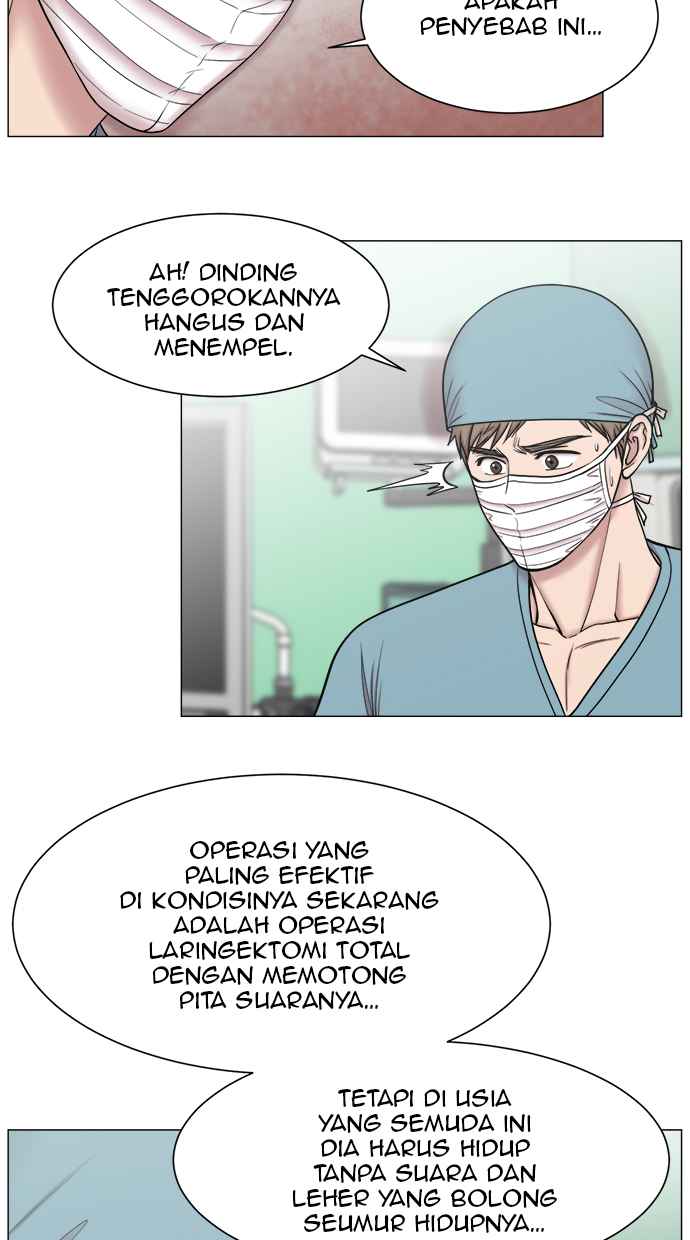 APAKAH
PENYEBAB INI...
AH! DINDING
TENGGOROKANNYA
HANGUS DAN
MENEMPEL.
OPERASI YANG
PALING EFEKTIF
DI KONDISINYA SEKARANG
ADALAH OPERASI
LARINGEKTOMI TOTAL
DENGAN MEMOTONG
PITA SUARANYA...
TETAPI DI USIA
YANG SEMUDA INI
DIA HARUS HIDUP
TANPA SUARA DAN
LEHER YANG BOLONG
SEUMUR HIDUPNYA...